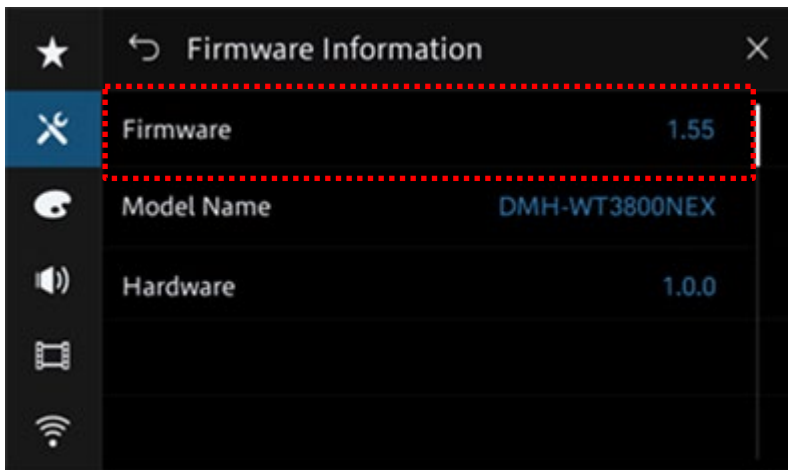 Firmware Information
Firmware 1.55
Model Name DMH-WT3800NEX
Hardware 1.0.0